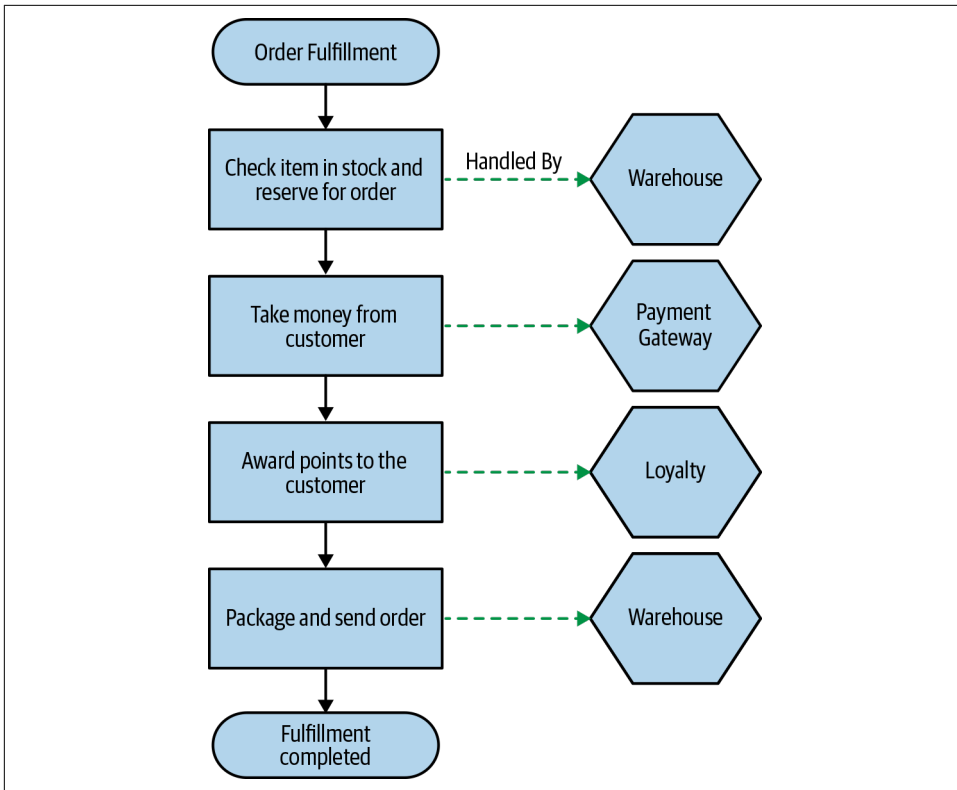 Order Fulfillment
Check item in stock and
reserve for order
Handled By
Warehouse
Take money from
customer
Payment
Gateway
Award points to the
customer
Loyalty
Package and send order
Warehouse
Fulfillment
completed